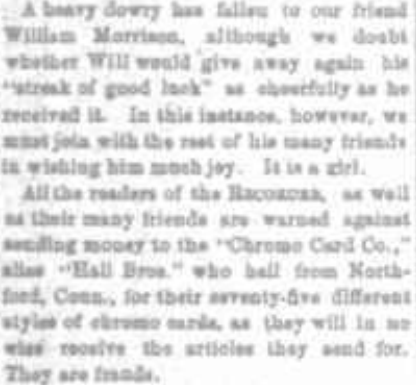 A heavy dowry has fallen to our friend
William Morrison, although we doubt
whether Will would give away again his
"streak of good luck" as cheerfully as he
received it. In this instance, however, we
must join with the rest of his many friends
in wishing him much joy. It is a girl.
All the readers of the RECORDER, as well
as their many friends are warned against
sending money to the "Chromo Card Co.,"
alias "Hall Bros." who hail from North-
ford, Conn., for their seventy-five different
styles of chromo cards, as they will in no
wise receive the articles they send for.
They are frauds.